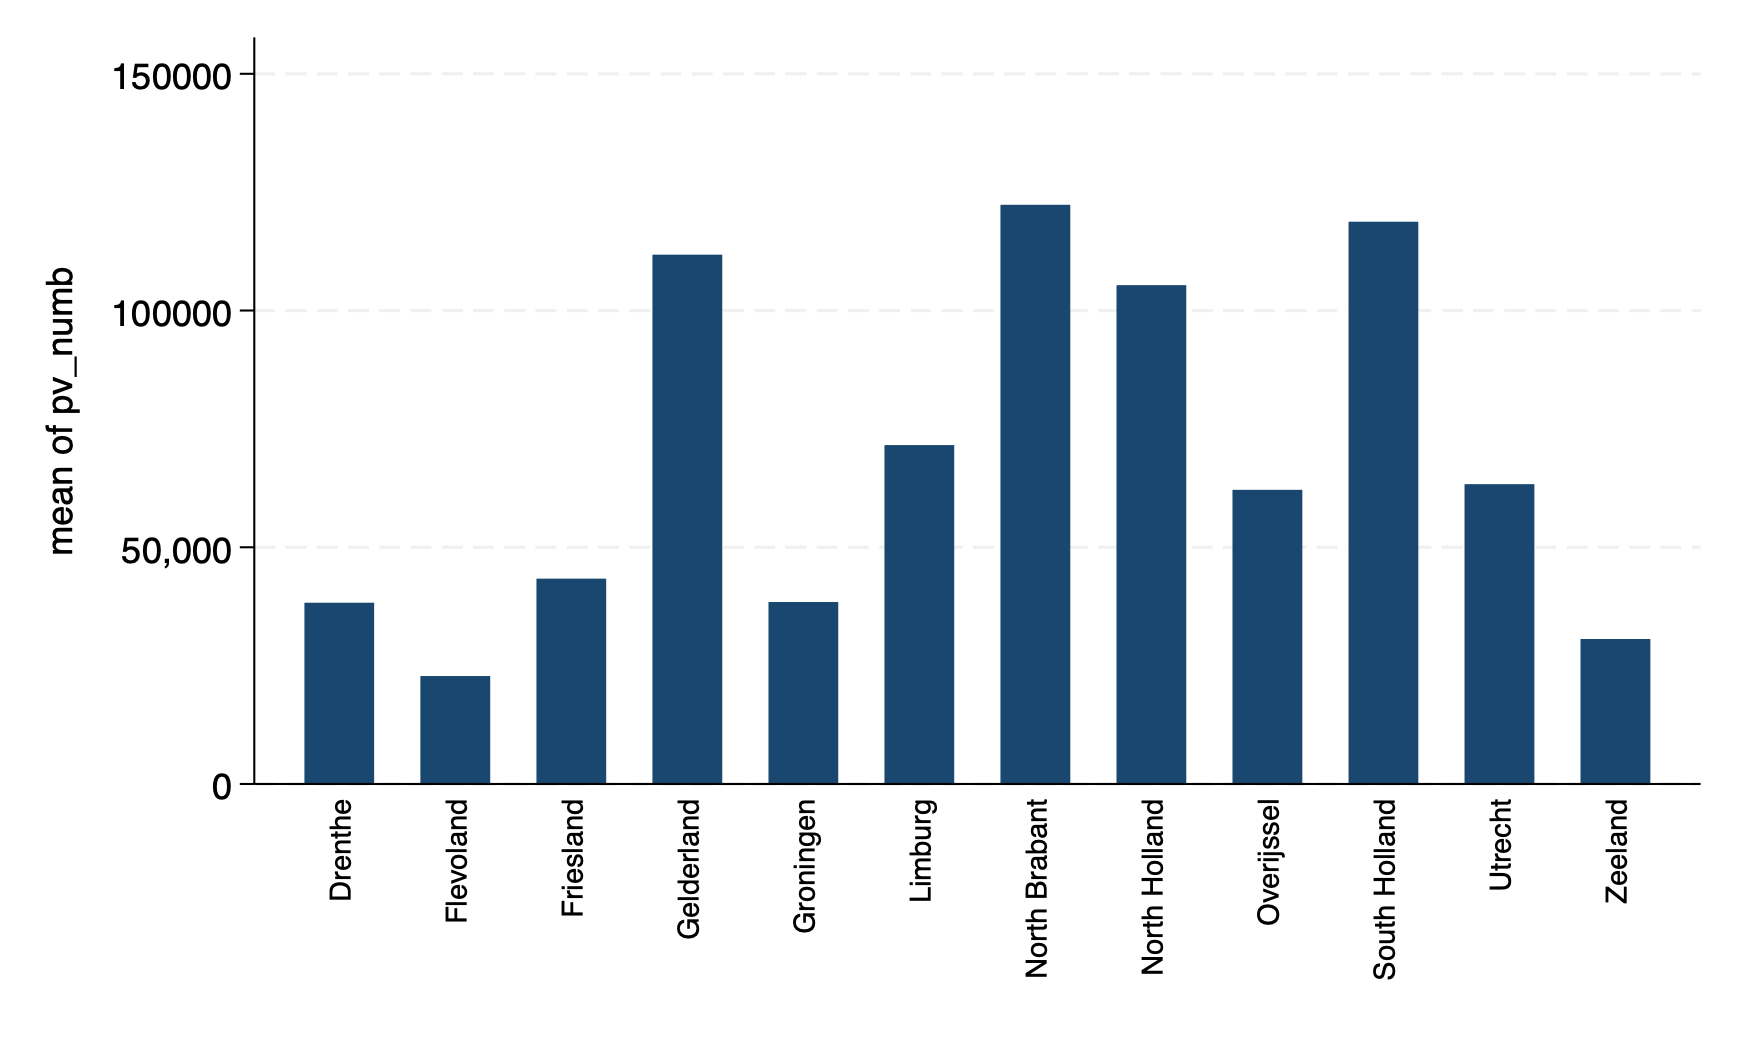 mean of pv_numb
150000
100000
50,000
0
Drenthe
Flevoland
Friesland
Gelderland
Groningen
Limburg
North Brabant
North Holland
Overijssel
South Holland
Utrecht
Zeeland